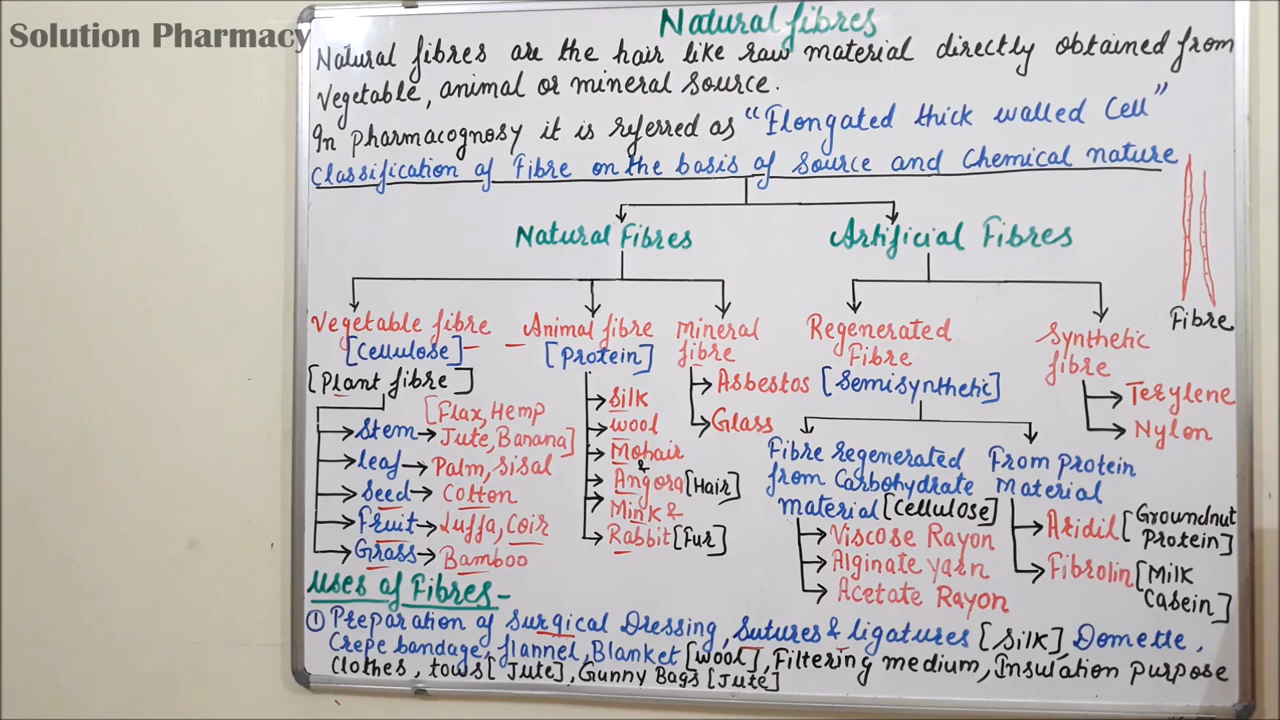 Solution Pharmacy
Natural fibres
Natural fibres are the hair like raw material directly obtained from
Vegetable, animal or mineral source.
In pharmacognosy it is referred as "Elongated thick walled Cell"
Classification of Fibre on the basis of Source and Chemical nature
Natural Fibres
Artificial Fibres
Fibre
Vegetable fibre
[Cellulose]
[Plant fibre]
Stem → [Flax, Hemp
Jute, Banana]
leaf → Palm, sisal
Seed → Cotton
Fruit → Luffa, Coir
Grass → Bamboo
Animal fibre
[Protein]
Silk
wool
Mohair
&
Angora [Hair]
Mink &
Rabbit [Fur]
Mineral
fibre
Asbestos
Glass
Regenerated
Fibre
[Semisynthetic]
Fibre regenerated
from Carbohydrate
material [Cellulose]
Viscose Rayon
Alginate yarn
Acetate Rayon
From protein
Material
Aridil [Groundnut
Protein]
Fibrolin [Milk
Casein]
Synthetic
fibre
Terylene
Nylon
Uses of Fibres-
① Preparation of Surgical Dressing, Sutures & ligatures [Silk] Domette,
Crepe bandage, flannel, Blanket [wool], Filtering medium, Insulation purpose
Clothes, tows [Jute], Gunny Bags [Jute]